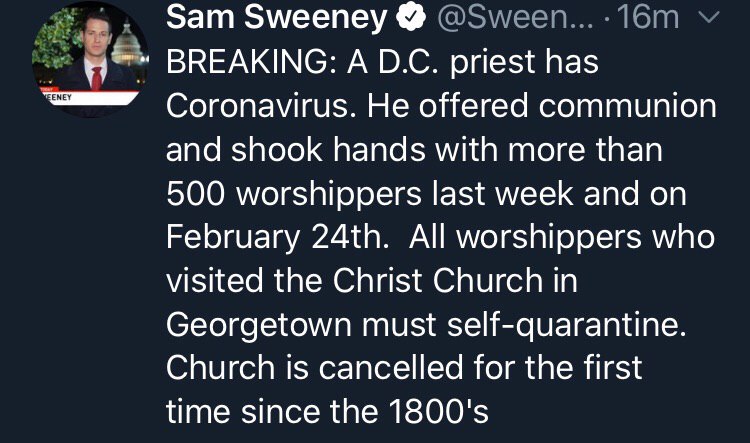 Sam Sweeney @Sween... · 16m
BREAKING: A D.C. priest has
Coronavirus. He offered communion
and shook hands with more than
500 worshippers last week and on
February 24th.  All worshippers who
visited the Christ Church in
Georgetown must self-quarantine.
Church is cancelled for the first
time since the 1800's
EENEY